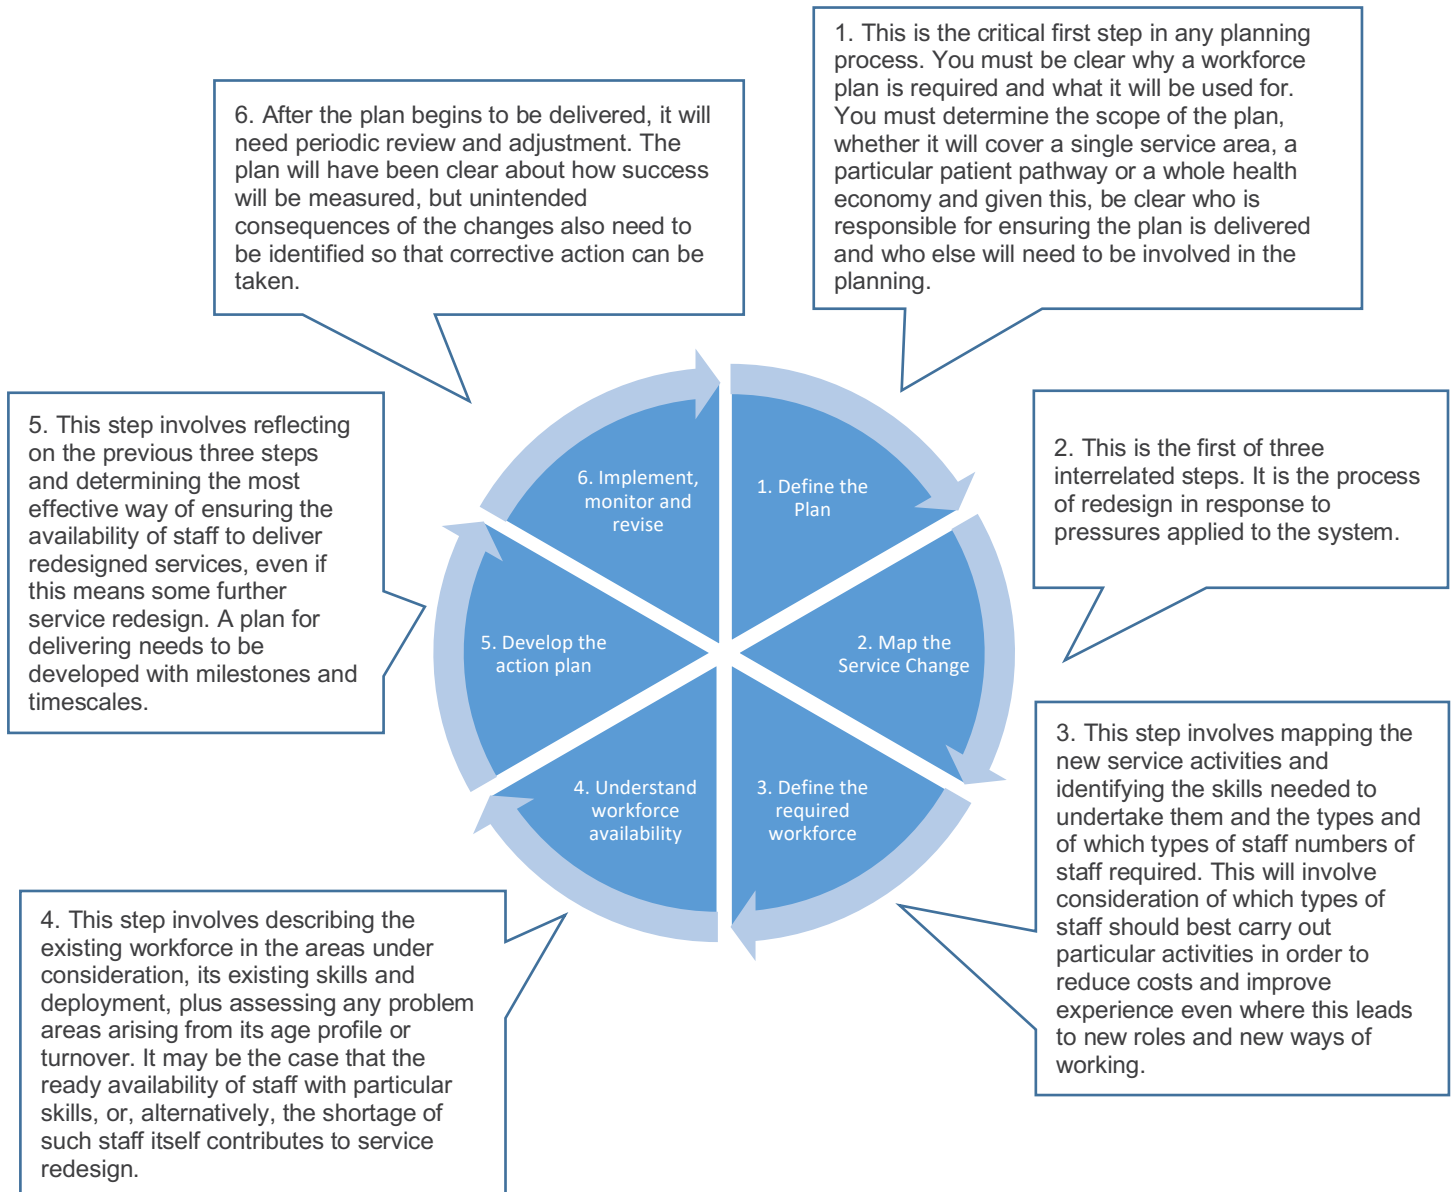 1. This is the critical first step in any planning
process. You must be clear why a workforce
plan is required and what it will be used for.
You must determine the scope of the plan,
whether it will cover a single service area, a
particular patient pathway or a whole health
economy and given this, be clear who is
responsible for ensuring the plan is delivered
and who else will need to be involved in the
planning.
6. After the plan begins to be delivered, it will
need periodic review and adjustment. The
plan will have been clear about how success
will be measured, but unintended
consequences of the changes also need to
be identified so that corrective action can be
taken.
5. This step involves reflecting
on the previous three steps
and determining the most
effective way of ensuring the
availability of staff to deliver
redesigned services, even if
this means some further
service redesign. A plan for
delivering needs to be
developed with milestones and
timescales.
2. This is the first of three
interrelated steps. It is the process
of redesign in response to
pressures applied to the system.
6. Implement,
monitor and
revise
1. Define the
Plan
5. Develop the
action plan
2. Map the
Service Change
4. Understand
workforce
availability
3. Define the
required
workforce
3. This step involves mapping the
new service activities and
identifying the skills needed to
undertake them and the types and
of which types of staff numbers of
staff required. This will involve
consideration of which types of
staff should best carry out
particular activities in order to
reduce costs and improve
experience even where this leads
to new roles and new ways of
working.
4. This step involves describing the
existing workforce in the areas under
consideration, its existing skills and
deployment, plus assessing any problem
areas arising from its age profile or
turnover. It may be the case that the
ready availability of staff with particular
skills, or, alternatively, the shortage of
such staff itself contributes to service
redesign.